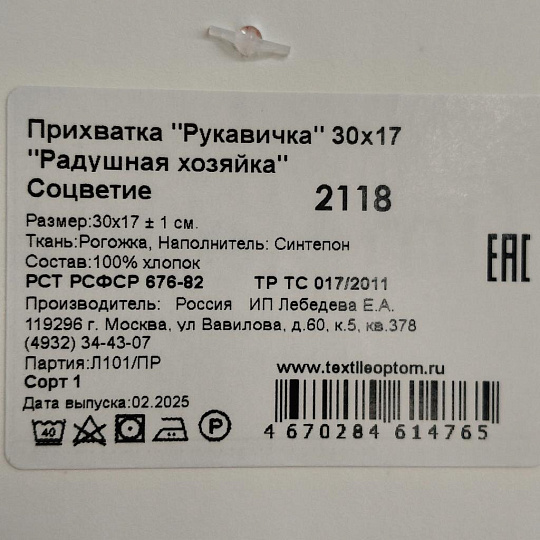 Прихватка "Рукавичка" 30х17
"Радушная хозяйка"
Соцветие 2118
Размер:30х17 ± 1 см.
Ткань:Рогожка, Наполнитель: Синтепон
Состав:100% хлопок
РСТ РСФСР 676-82 ТР ТС 017/2011
Производитель: Россия ИП Лебедева Е.А.
119296 г. Москва, ул Вавилова, д.60, к.5, кв.378
(4932) 34-43-07
Партия:Л101/ПР www.textileoptom.ru
Сорт 1
Дата выпуска:02.2025
40 P 4 670284 614765
EAC